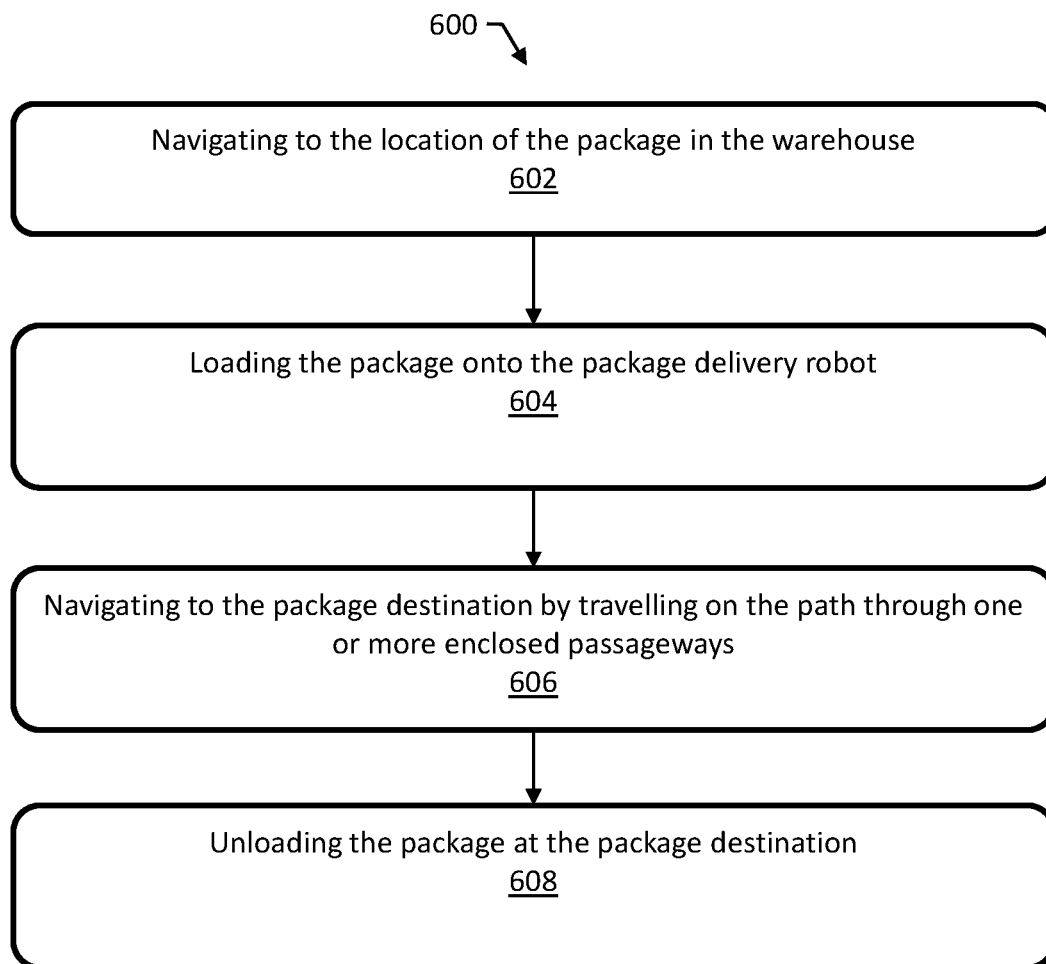 600
Navigating to the location of the package in the warehouse
602
Loading the package onto the package delivery robot
604
Navigating to the package destination by travelling on the path through one
or more enclosed passageways
606
Unloading the package at the package destination
608